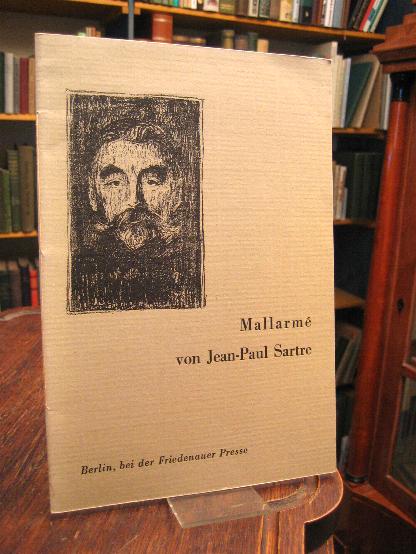 Mallarmé
von Jean-Paul Sartre
Berlin, bei der Friedenauer Presse